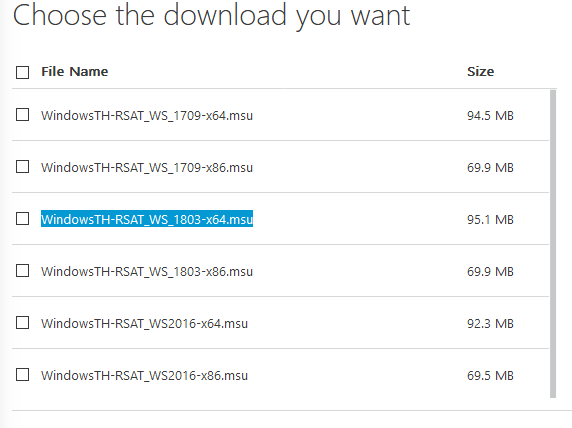 Choose the download you want
File Name Size
WindowsTH-RSAT_WS_1709-x64.msu 94.5 MB
WindowsTH-RSAT_WS_1709-x86.msu 69.9 MB
WindowsTH-RSAT_WS_1803-x64.msu 95.1 MB
WindowsTH-RSAT_WS_1803-x86.msu 69.9 MB
WindowsTH-RSAT_WS2016-x64.msu 92.3 MB
WindowsTH-RSAT_WS2016-x86.msu 69.5 MB